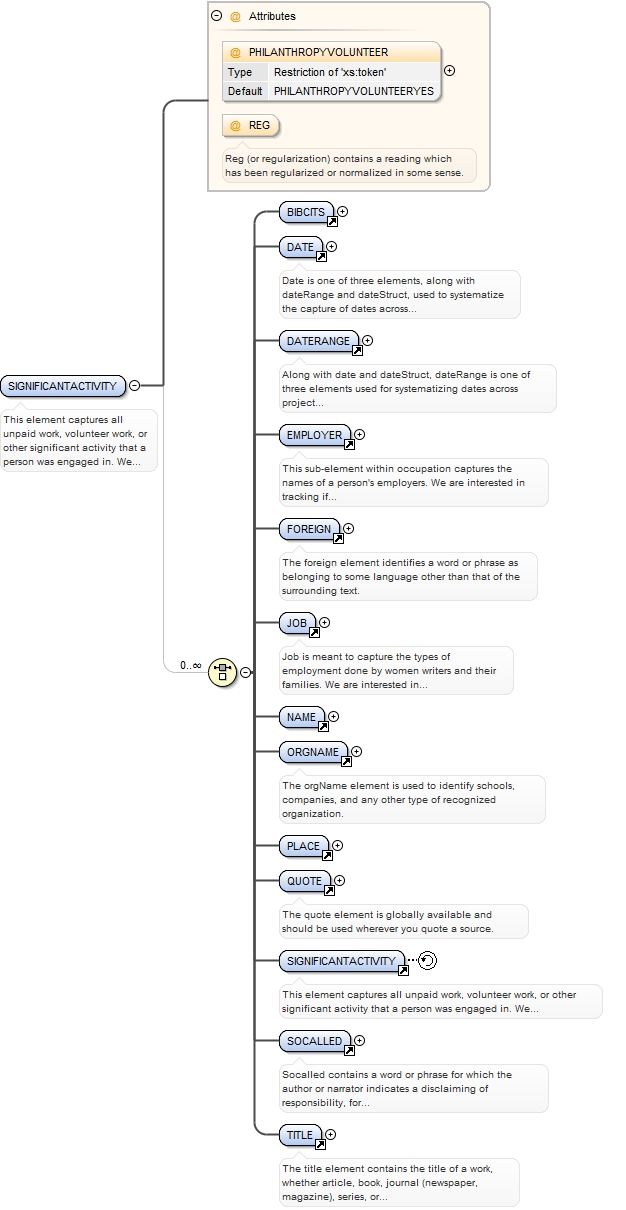 @ Attributes
@ PHILANTHROPYVOLUNTEER
Type Restriction of 'xs:token'
Default PHILANTHROPYVOLUNTEERYES
@ REG
Reg (or regularization) contains a reading which
has been regularized or normalized in some sense.
SIGNIFICANTACTIVITY
This element captures all
unpaid work, volunteer work, or
other significant activity that a
person was engaged in. We...
0..∞
BIBCITS
DATE
Date is one of three elements, along with
dateRange and dateStruct, used to systematize
the capture of dates across...
DATERANGE
Along with date and dateStruct, dateRange is one of
three elements used for systematizing dates across
project...
EMPLOYER
This sub-element within occupation captures the
names of a person's employers. We are interested in
tracking if...
FOREIGN
The foreign element identifies a word or phrase as
belonging to some language other than that of the
surrounding text.
JOB
Job is meant to capture the types of
employment done by women writers and their
families. We are interested in...
NAME
ORGNAME
The orgName element is used to identify schools,
companies, and any other type of recognized
organization.
PLACE
QUOTE
The quote element is globally available and
should be used wherever you quote a source.
SIGNIFICANTACTIVITY
This element captures all unpaid work, volunteer work, or other
significant activity that a person was engaged in. We...
SOCALLED
Socalled contains a word or phrase for which the
author or narrator indicates a disclaiming of
responsibility, for...
TITLE
The title element contains the title of a work,
whether article, book, journal (newspaper,
magazine), series, or...